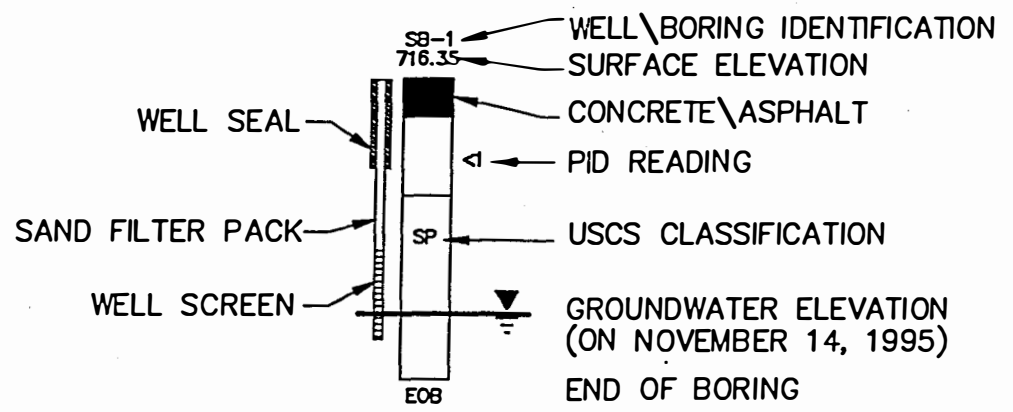 SB-1
716.35
WELL\BORING IDENTIFICATION
SURFACE ELEVATION
CONCRETE\ASPHALT
WELL SEAL
<1
PID READING
SAND FILTER PACK
SP
USCS CLASSIFICATION
WELL SCREEN
GROUNDWATER ELEVATION
(ON NOVEMBER 14, 1995)
END OF BORING
EOB